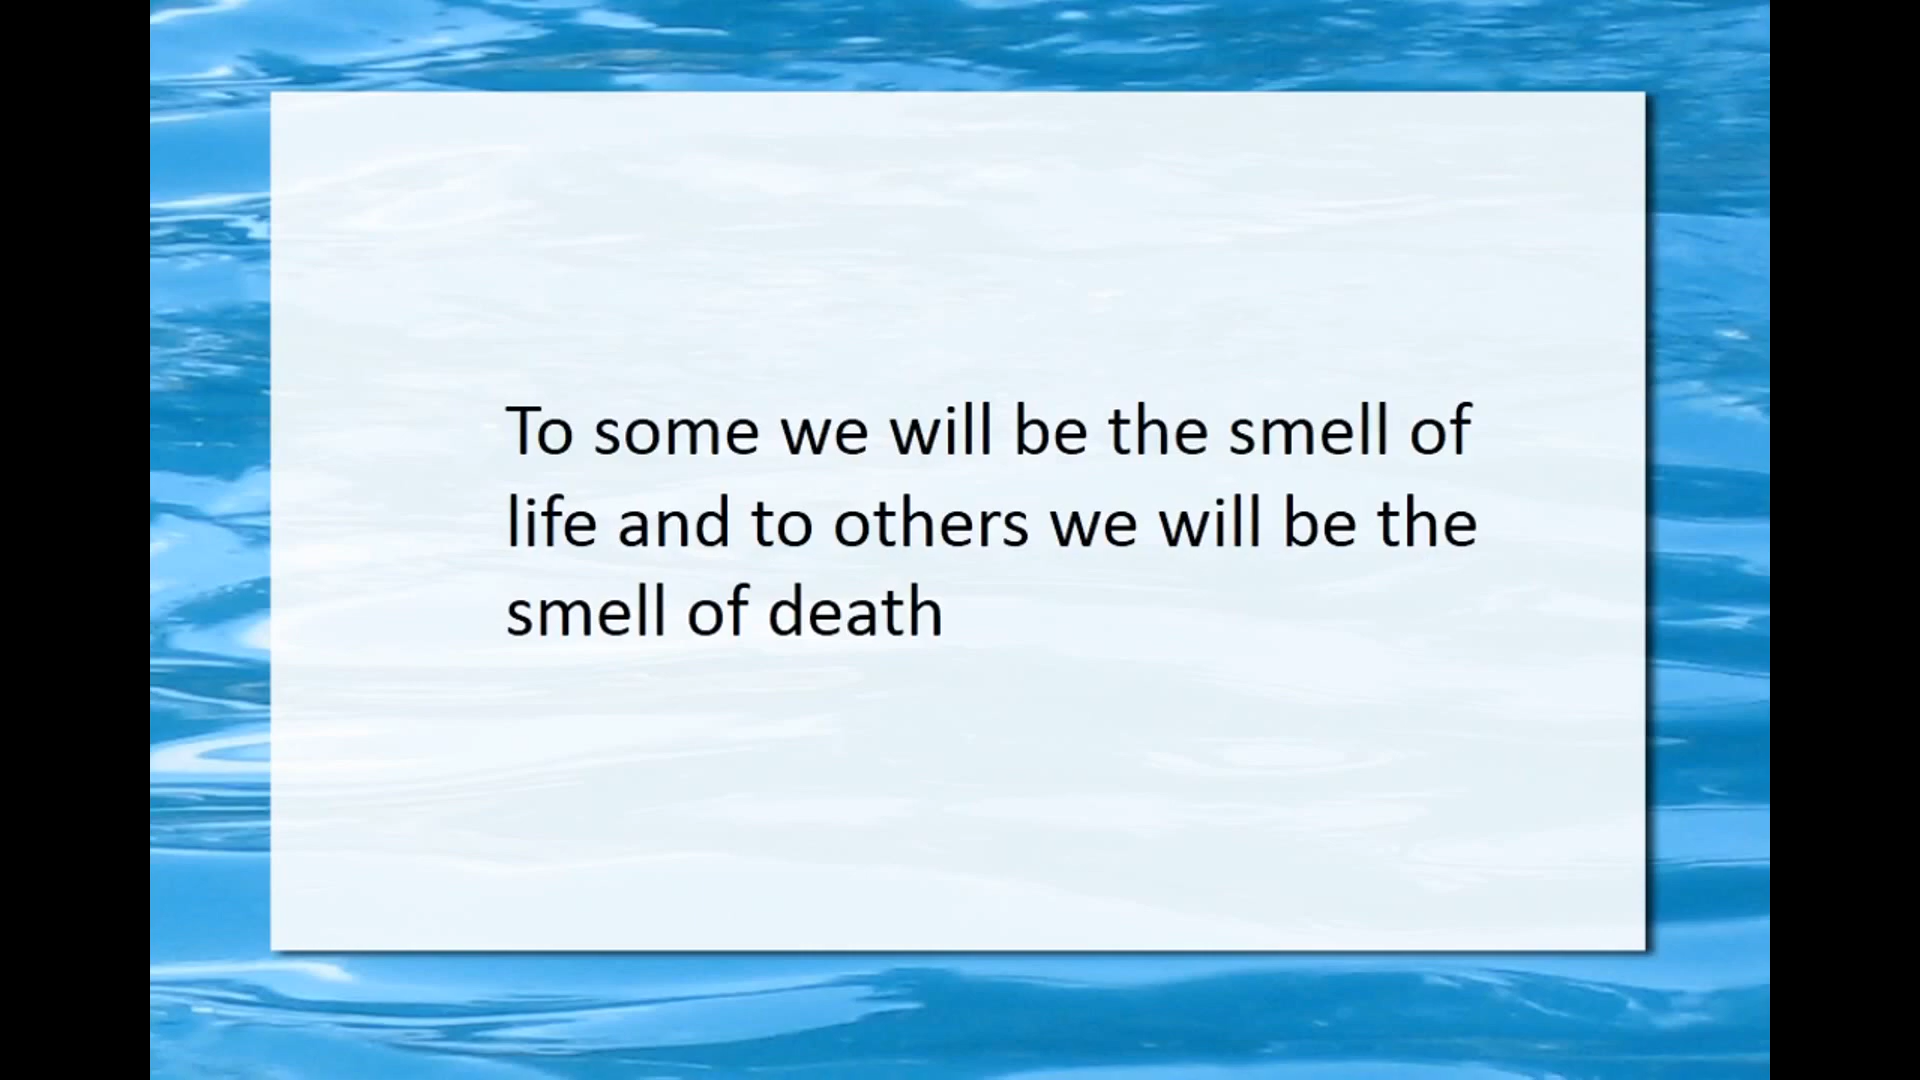 To some we will be the smell of
life and to others we will be the
smell of death